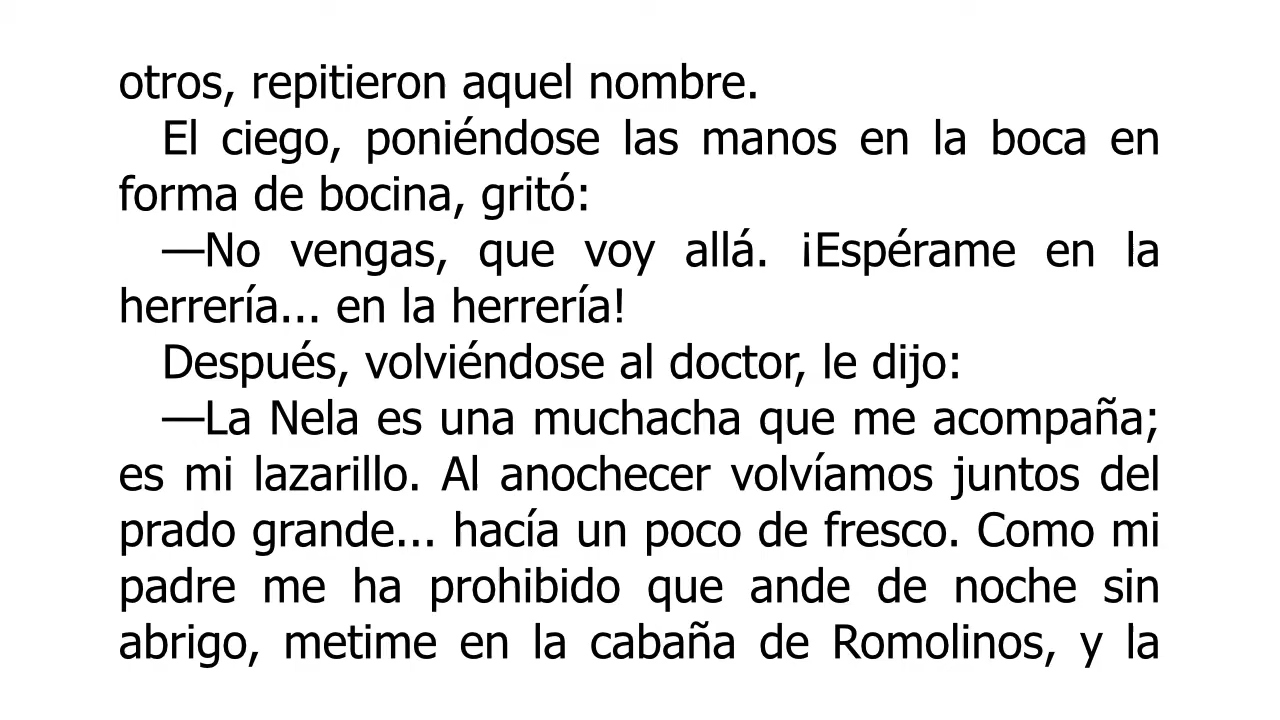 otros, repitieron aquel nombre.
El ciego, poniéndose las manos en la boca en
forma de bocina, gritó:
—No vengas, que voy allá. ¡Espérame en la
herrería... en la herrería!
Después, volviéndose al doctor, le dijo:
—La Nela es una muchacha que me acompaña;
es mi lazarillo. Al anochecer volvíamos juntos del
prado grande... hacía un poco de fresco. Como mi
padre me ha prohibido que ande de noche sin
abrigo, metime en la cabaña de Romolinos, y la